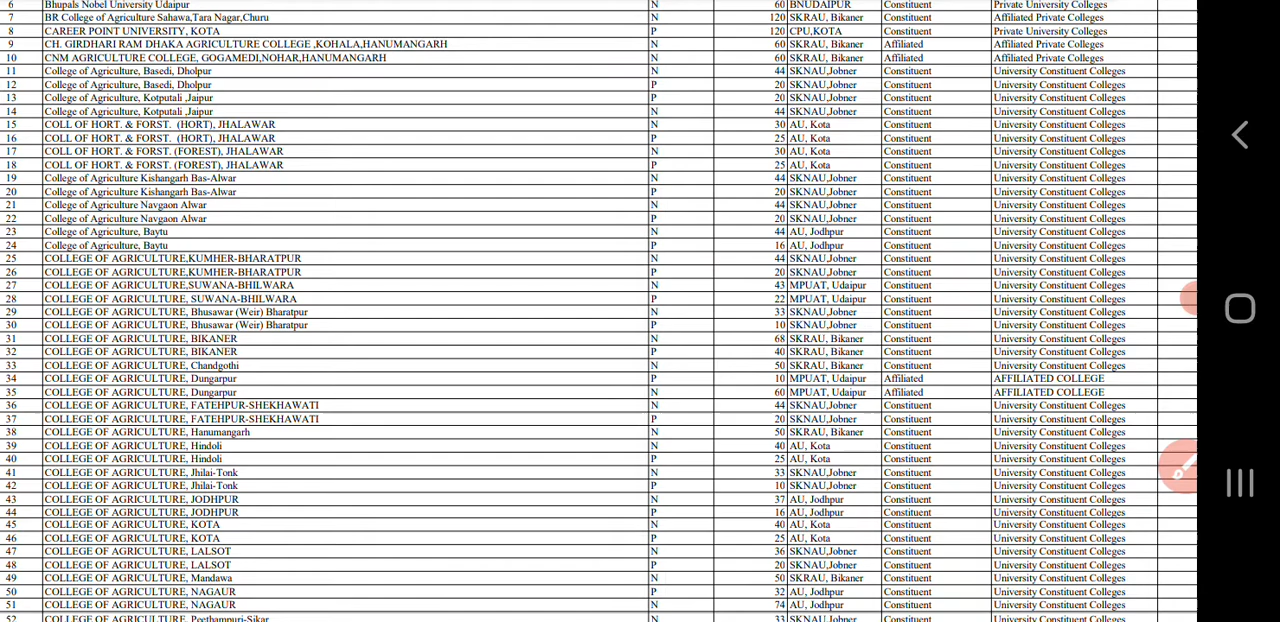 6 Bhupals Nobel University Udaipur N 60 BNUDAIPUR Constituent Private University Colleges
7 BR College of Agriculture Sahawa,Tara Nagar,Churu N 120 SKRAU, Bikaner Constituent Affiliated Private Colleges
8 CAREER POINT UNIVERSITY, KOTA P 120 CPU,KOTA Constituent Private University Colleges
9 CH. GIRDHARI RAM DHAKA AGRICULTURE COLLEGE ,KOHALA,HANUMANGARH N 60 SKRAU, Bikaner Affiliated Affiliated Private Colleges
10 CNM AGRICULTURE COLLEGE, GOGAMEDI,NOHAR,HANUMANGARH N 60 SKRAU, Bikaner Affiliated Affiliated Private Colleges
11 College of Agriculture, Basedi, Dholpur N 44 SKNAU,Jobner Constituent University Constituent Colleges
12 College of Agriculture, Basedi, Dholpur P 20 SKNAU,Jobner Constituent University Constituent Colleges
13 College of Agriculture, Kotputali ,Jaipur P 20 SKNAU,Jobner Constituent University Constituent Colleges
14 College of Agriculture, Kotputali ,Jaipur N 44 SKNAU,Jobner Constituent University Constituent Colleges
15 COLL OF HORT. & FORST. (HORT), JHALAWAR N 30 AU, Kota Constituent University Constituent Colleges
16 COLL OF HORT. & FORST. (HORT), JHALAWAR P 25 AU, Kota Constituent University Constituent Colleges
17 COLL OF HORT. & FORST. (FOREST), JHALAWAR N 30 AU, Kota Constituent University Constituent Colleges
18 COLL OF HORT. & FORST. (FOREST), JHALAWAR P 25 AU, Kota Constituent University Constituent Colleges
19 College of Agriculture Kishangarh Bas-Alwar N 44 SKNAU,Jobner Constituent University Constituent Colleges
20 College of Agriculture Kishangarh Bas-Alwar P 20 SKNAU,Jobner Constituent University Constituent Colleges
21 College of Agriculture Navgaon Alwar N 44 SKNAU,Jobner Constituent University Constituent Colleges
22 College of Agriculture Navgaon Alwar P 20 SKNAU,Jobner Constituent University Constituent Colleges
23 College of Agriculture, Baytu N 44 AU, Jodhpur Constituent University Constituent Colleges
24 College of Agriculture, Baytu P 16 AU, Jodhpur Constituent University Constituent Colleges
25 COLLEGE OF AGRICULTURE,KUMHER-BHARATPUR N 44 SKNAU,Jobner Constituent University Constituent Colleges
26 COLLEGE OF AGRICULTURE,KUMHER-BHARATPUR P 20 SKNAU,Jobner Constituent University Constituent Colleges
27 COLLEGE OF AGRICULTURE,SUWANA-BHILWARA N 43 MPUAT, Udaipur Constituent University Constituent Colleges
28 COLLEGE OF AGRICULTURE, SUWANA-BHILWARA P 22 MPUAT, Udaipur Constituent University Constituent Colleges
29 COLLEGE OF AGRICULTURE, Bhusawar (Weir) Bharatpur N 33 SKNAU,Jobner Constituent University Constituent Colleges
30 COLLEGE OF AGRICULTURE, Bhusawar (Weir) Bharatpur P 10 SKNAU,Jobner Constituent University Constituent Colleges
31 COLLEGE OF AGRICULTURE, BIKANER N 68 SKRAU, Bikaner Constituent University Constituent Colleges
32 COLLEGE OF AGRICULTURE, BIKANER P 40 SKRAU, Bikaner Constituent University Constituent Colleges
33 COLLEGE OF AGRICULTURE, Chandgothi N 50 SKRAU, Bikaner Constituent University Constituent Colleges
34 COLLEGE OF AGRICULTURE, Dungarpur P 10 MPUAT, Udaipur Affiliated AFFILIATED COLLEGE
35 COLLEGE OF AGRICULTURE, Dungarpur N 60 MPUAT, Udaipur Affiliated AFFILIATED COLLEGE
36 COLLEGE OF AGRICULTURE, FATEHPUR-SHEKHAWATI N 44 SKNAU,Jobner Constituent University Constituent Colleges
37 COLLEGE OF AGRICULTURE, FATEHPUR-SHEKHAWATI P 20 SKNAU,Jobner Constituent University Constituent Colleges
38 COLLEGE OF AGRICULTURE, Hanumangarh N 50 SKRAU, Bikaner Constituent University Constituent Colleges
39 COLLEGE OF AGRICULTURE, Hindoli N 40 AU, Kota Constituent University Constituent Colleges
40 COLLEGE OF AGRICULTURE, Hindoli P 25 AU, Kota Constituent University Constituent Colleges
41 COLLEGE OF AGRICULTURE, Jhilai-Tonk N 33 SKNAU,Jobner Constituent University Constituent Colleges
42 COLLEGE OF AGRICULTURE, Jhilai-Tonk P 10 SKNAU,Jobner Constituent University Constituent Colleges
43 COLLEGE OF AGRICULTURE, JODHPUR N 37 AU, Jodhpur Constituent University Constituent Colleges
44 COLLEGE OF AGRICULTURE, JODHPUR P 16 AU, Jodhpur Constituent University Constituent Colleges
45 COLLEGE OF AGRICULTURE, KOTA N 40 AU, Kota Constituent University Constituent Colleges
46 COLLEGE OF AGRICULTURE, KOTA P 25 AU, Kota Constituent University Constituent Colleges
47 COLLEGE OF AGRICULTURE, LALSOT N 36 SKNAU,Jobner Constituent University Constituent Colleges
48 COLLEGE OF AGRICULTURE, LALSOT P 20 SKNAU,Jobner Constituent University Constituent Colleges
49 COLLEGE OF AGRICULTURE, Mandawa N 50 SKRAU, Bikaner Constituent University Constituent Colleges
50 COLLEGE OF AGRICULTURE, NAGAUR P 32 AU, Jodhpur Constituent University Constituent Colleges
51 COLLEGE OF AGRICULTURE, NAGAUR N 74 AU, Jodhpur Constituent University Constituent Colleges
52 COLLEGE OF AGRICULTURE, Peethampuri-Sikar N 33 SKNAU,Jobner Constituent University Constituent Colleges